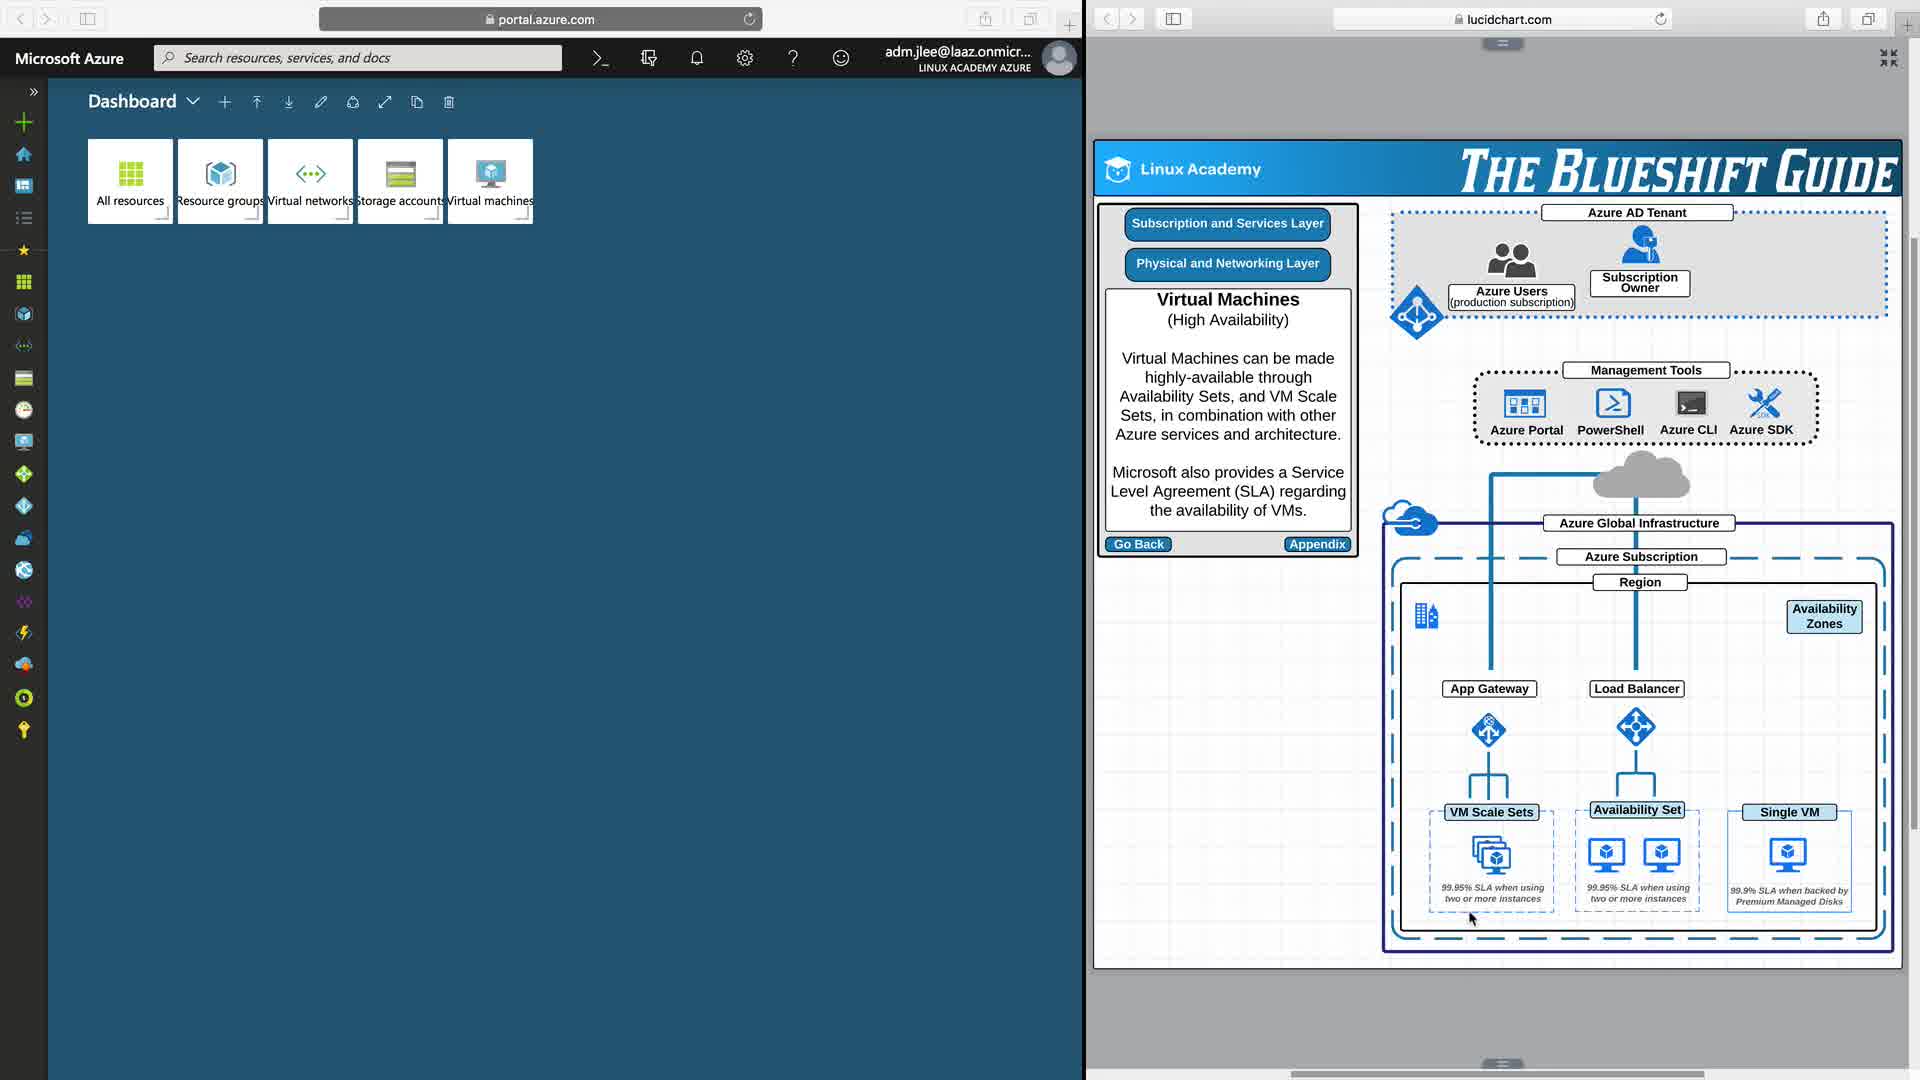 portal.azure.com
Microsoft Azure
Search resources, services, and docs
adm.jlee@laaz.onmicr...
LINUX ACADEMY AZURE
Dashboard
All resources
Resource groups
Virtual networks
Storage accounts
Virtual machines
lucidchart.com
Linux Academy
THE BLUESHIFT GUIDE
Subscription and Services Layer
Physical and Networking Layer
Virtual Machines
(High Availability)
Virtual Machines can be made
highly-available through
Availability Sets, and VM Scale
Sets, in combination with other
Azure services and architecture.
Microsoft also provides a Service
Level Agreement (SLA) regarding
the availability of VMs.
Go Back
Appendix
Azure AD Tenant
Azure Users
(production subscription)
Subscription
Owner
Management Tools
Azure Portal
PowerShell
Azure CLI
SDK
Azure SDK
Azure Global Infrastructure
Azure Subscription
Region
Availability
Zones
App Gateway
Load Balancer
VM Scale Sets
99.95% SLA when using
two or more instances
Availability Set
99.95% SLA when using
two or more instances
Single VM
99.9% SLA when backed by
Premium Managed Disks